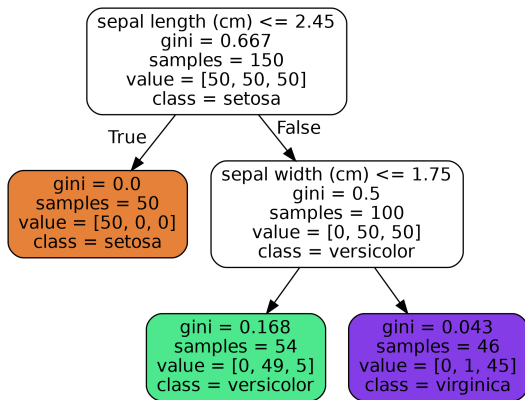 sepal length (cm) <= 2.45
gini = 0.667
samples = 150
value = [50, 50, 50]
class = setosa
True
False
gini = 0.0
samples = 50
value = [50, 0, 0]
class = setosa
sepal width (cm) <= 1.75
gini = 0.5
samples = 100
value = [0, 50, 50]
class = versicolor
gini = 0.168
samples = 54
value = [0, 49, 5]
class = versicolor
gini = 0.043
samples = 46
value = [0, 1, 45]
class = virginica